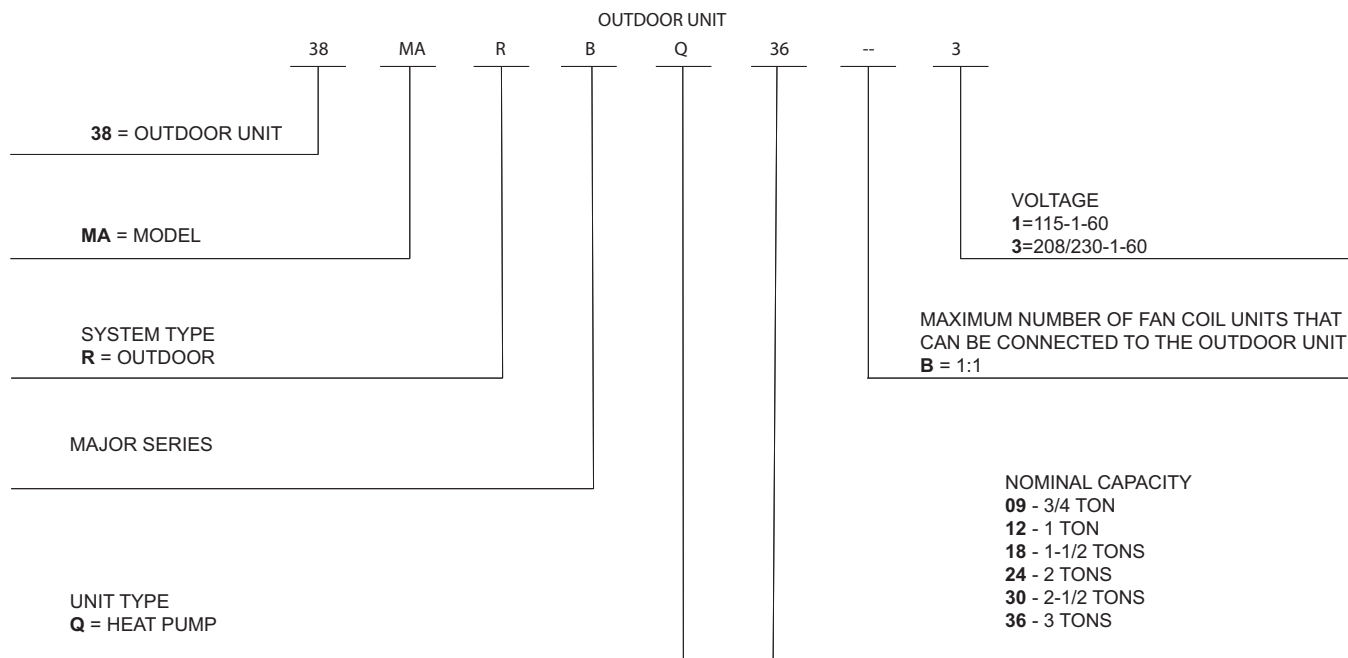 OUTDOOR UNIT
38 MA R B Q 36 -- 3
38 = OUTDOOR UNIT
MA = MODEL
SYSTEM TYPE
R = OUTDOOR
MAJOR SERIES
UNIT TYPE
Q = HEAT PUMP
VOLTAGE
1=115-1-60
3=208/230-1-60
MAXIMUM NUMBER OF FAN COIL UNITS THAT
CAN BE CONNECTED TO THE OUTDOOR UNIT
B = 1:1
NOMINAL CAPACITY
09 - 3/4 TON
12 - 1 TON
18 - 1-1/2 TONS
24 - 2 TONS
30 - 2-1/2 TONS
36 - 3 TONS